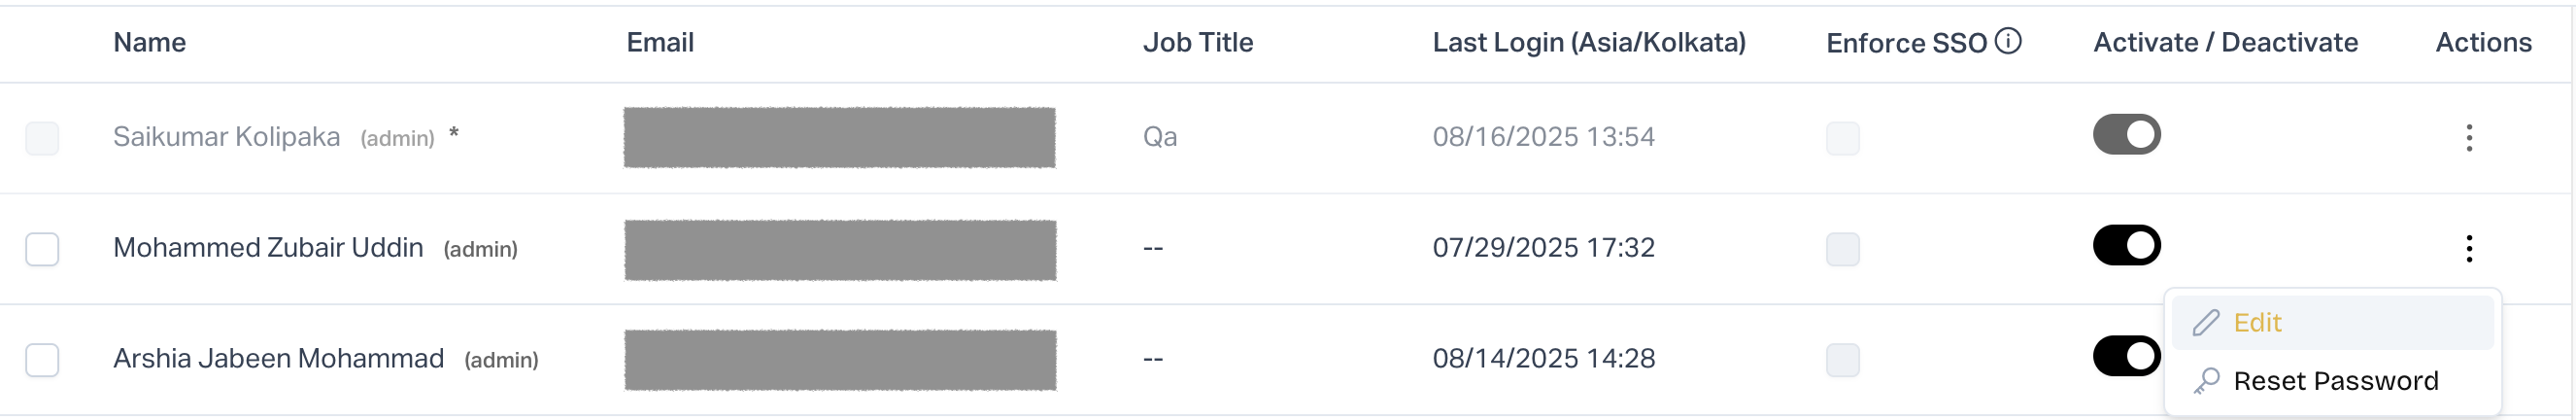 Name Email Job Title Last Login (Asia/Kolkata) Enforce SSO Activate / Deactivate Actions
Saikumar Kolipaka (admin) * Qa 08/16/2025 13:54
Mohammed Zubair Uddin (admin) -- 07/29/2025 17:32
Edit
Arshia Jabeen Mohammad (admin) -- 08/14/2025 14:28
Reset Password